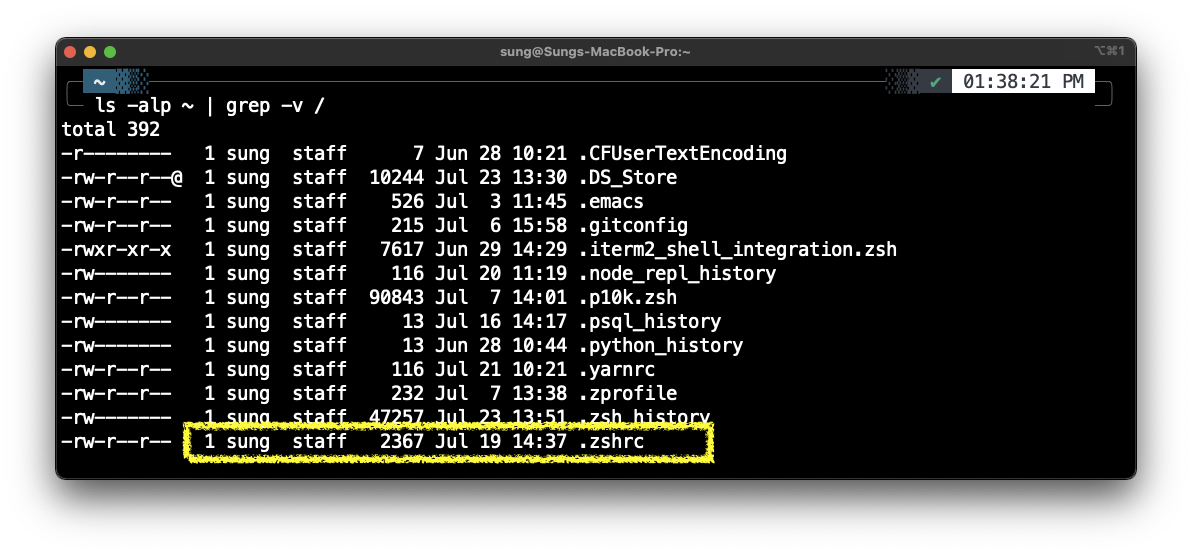 sung@Sungs-MacBook-Pro:~ ⌥⌘1
~ ✔ 01:38:21 PM
ls -alp ~ | grep -v /
total 392
-r-------- 1 sung staff 7 Jun 28 10:21 .CFUserTextEncoding
-rw-r--r--@ 1 sung staff 10244 Jul 23 13:30 .DS_Store
-rw-r--r-- 1 sung staff 526 Jul 3 11:45 .emacs
-rw-r--r-- 1 sung staff 215 Jul 6 15:58 .gitconfig
-rwxr-xr-x 1 sung staff 7617 Jun 29 14:29 .iterm2_shell_integration.zsh
-rw------- 1 sung staff 116 Jul 20 11:19 .node_repl_history
-rw-r--r-- 1 sung staff 90843 Jul 7 14:01 .p10k.zsh
-rw------- 1 sung staff 13 Jul 16 14:17 .psql_history
-rw------- 1 sung staff 13 Jun 28 10:44 .python_history
-rw-r--r-- 1 sung staff 116 Jul 21 10:21 .yarnrc
-rw-r--r-- 1 sung staff 232 Jul 7 13:38 .zprofile
-rw------- 1 sung staff 47257 Jul 23 13:51 .zsh_history
-rw-r--r-- 1 sung staff 2367 Jul 19 14:37 .zshrc